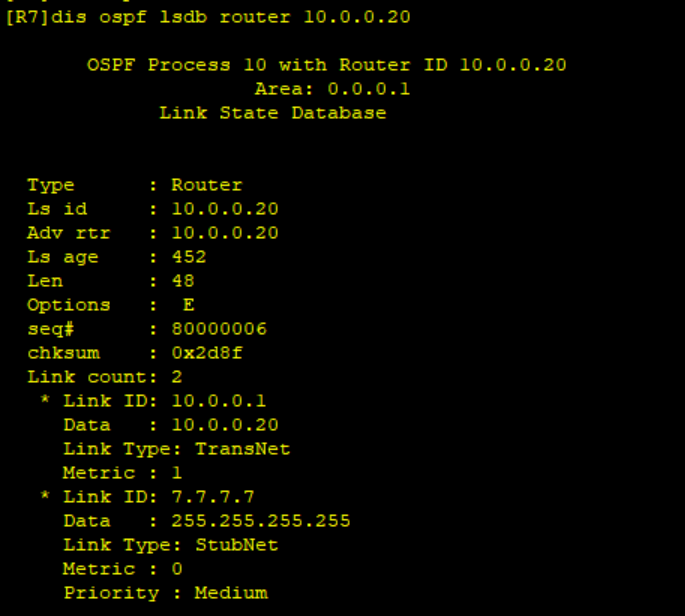 [R7]dis ospf lsdb router 10.0.0.20
OSPF Process 10 with Router ID 10.0.0.20
Area: 0.0.0.1
Link State Database
Type : Router
Ls id : 10.0.0.20
Adv rtr : 10.0.0.20
Ls age : 452
Len : 48
Options : E
seq# : 80000006
chksum : 0x2d8f
Link count: 2
* Link ID: 10.0.0.1
Data : 10.0.0.20
Link Type: TransNet
Metric : 1
* Link ID: 7.7.7.7
Data : 255.255.255.255
Link Type: StubNet
Metric : 0
Priority : Medium